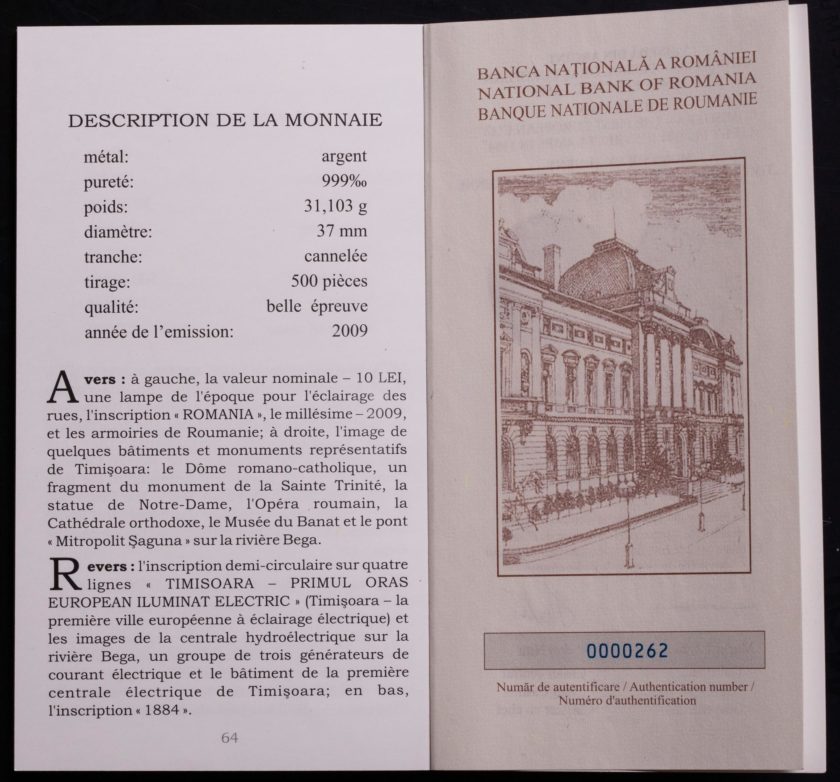 DESCRIPTION DE LA MONNAIE
métal: argent
pureté: 999‰
poids: 31,103 g
diamètre: 37 mm
tranche: cannelée
tirage: 500 pièces
qualité: belle épreuve
année de l'emission: 2009
Avers : à gauche, la valeur nominale – 10 LEI,
une lampe de l'époque pour l'éclairage des
rues, l'inscription « ROMANIA », le millésime – 2009,
et les armoiries de Roumanie; à droite, l'image de
quelques bâtiments et monuments représentatifs
de Timişoara: le Dôme romano-catholique, un
fragment du monument de la Sainte Trinité, la
statue de Notre-Dame, l'Opéra roumain, la
Cathédrale orthodoxe, le Musée du Banat et le pont
« Mitropolit Şaguna » sur la rivière Bega.
Revers : l'inscription demi-circulaire sur quatre
lignes « TIMISOARA – PRIMUL ORAS
EUROPEAN ILUMINAT ELECTRIC » (Timişoara – la
première ville européenne à éclairage électrique) et
les images de la centrale hydroélectrique sur la
rivière Bega, un groupe de trois générateurs de
courant électrique et le bâtiment de la première
centrale électrique de Timişoara; en bas,
l'inscription « 1884 ».
64
BANCA NAŢIONALĂ A ROMÂNIEI
NATIONAL BANK OF ROMANIA
BANQUE NATIONALE DE ROUMANIE
0000262
Număr de autentificare / Authentication number /
Numéro d'authentification